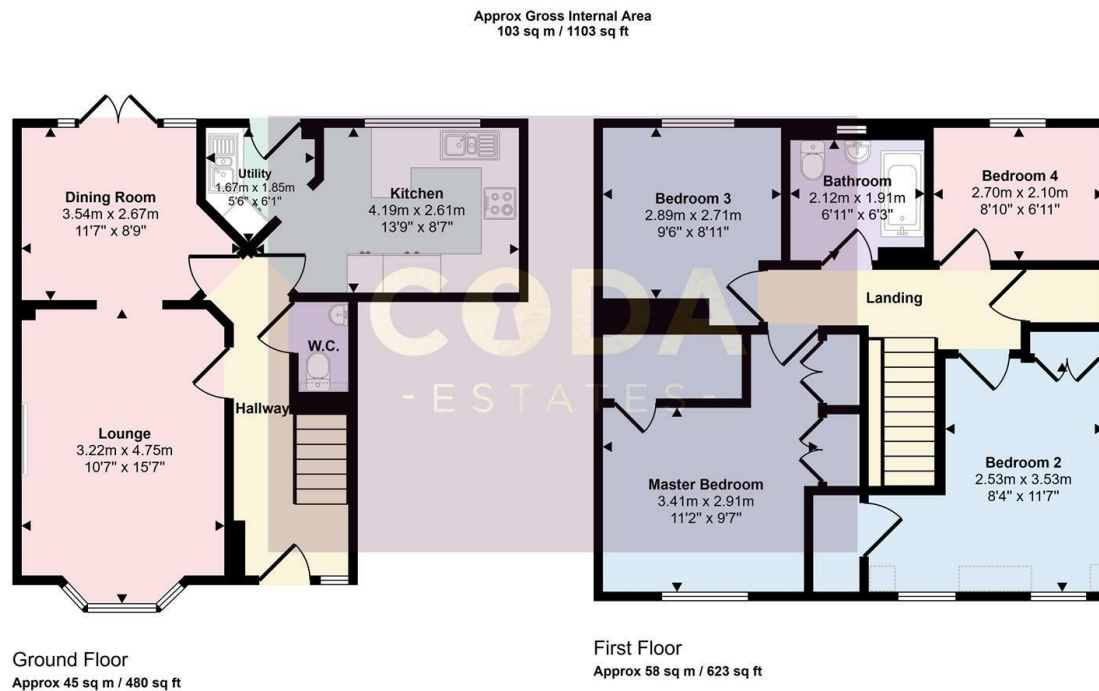 Approx Gross Internal Area
103 sq m / 1103 sq ft
Dining Room
3.54m x 2.67m
11'7" x 8'9"
Utility
1.67m x 1.85m
5'6" x 6'1"
Kitchen
4.19m x 2.61m
13'9" x 8'7"
W.C.
Hallway
Lounge
3.22m x 4.75m
10'7" x 15'7"
Bedroom 3
2.89m x 2.71m
9'6" x 8'11"
Bathroom
2.12m x 1.91m
6'11" x 6'3"
Bedroom 4
2.70m x 2.10m
8'10" x 6'11"
Landing
Master Bedroom
3.41m x 2.91m
11'2" x 9'7"
Bedroom 2
2.53m x 3.53m
8'4" x 11'7"
CODA
-ESTATES-
Ground Floor
Approx 45 sq m / 480 sq ft
First Floor
Approx 58 sq m / 623 sq ft